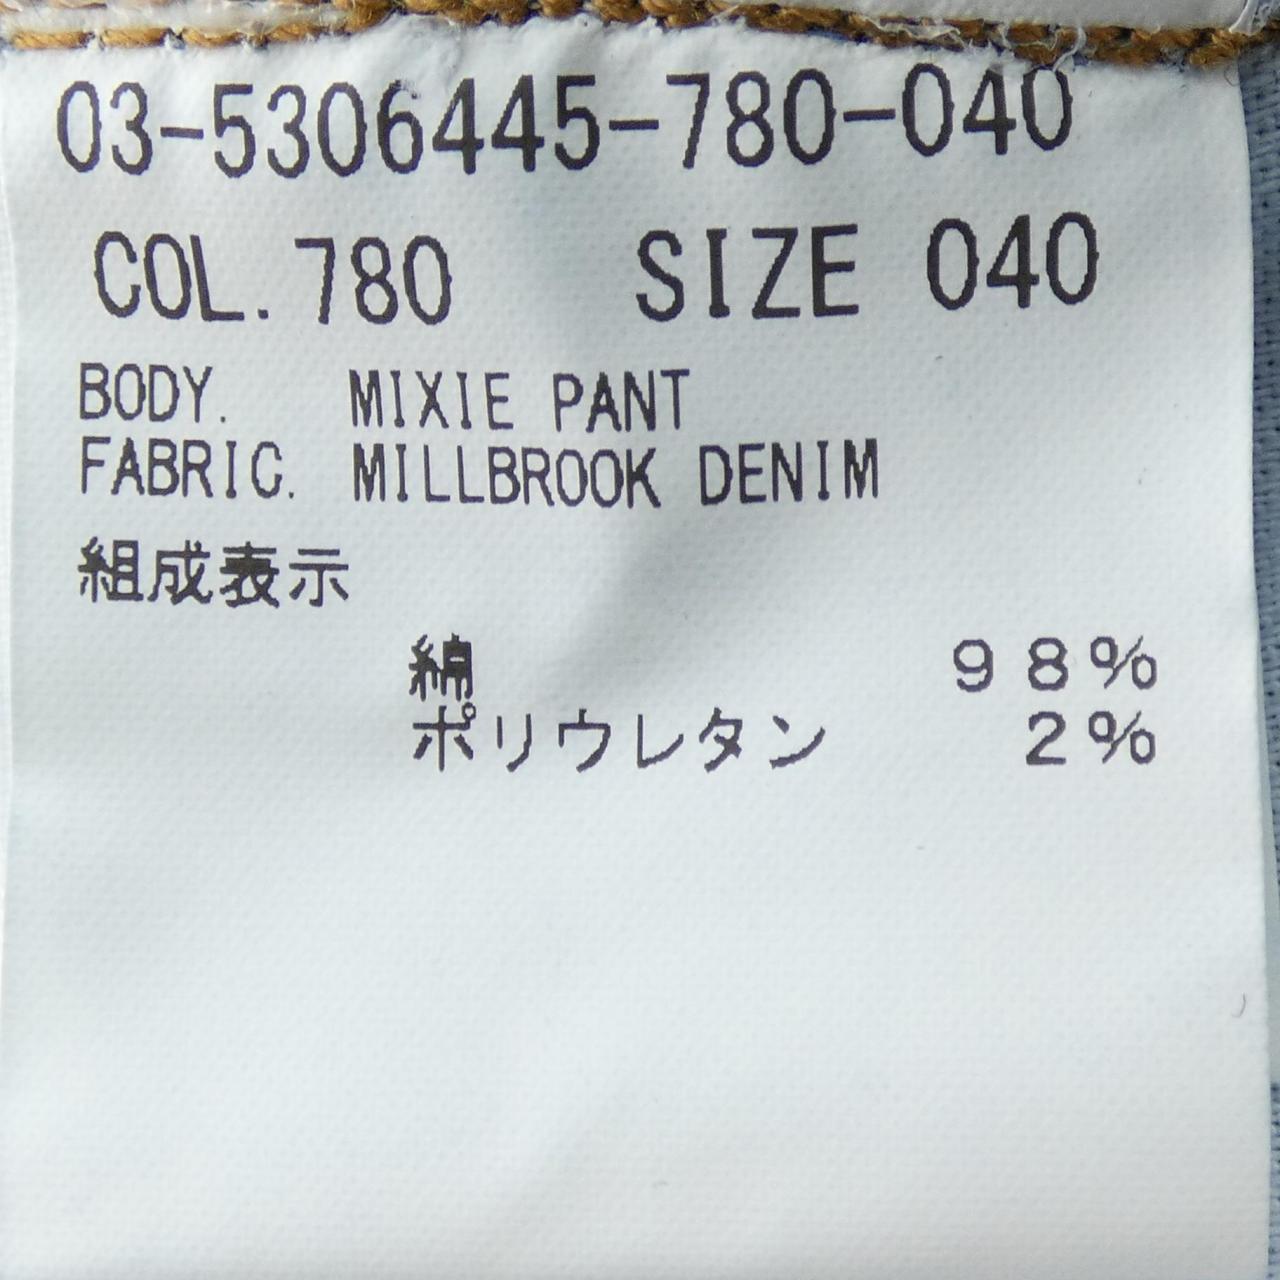 03-5306445-780-040
COL. 780 SIZE 040
BODY. MIXIE PANT
FABRIC. MILLBROOK DENIM
組成表示
綿 98%
ポリウレタン 2%